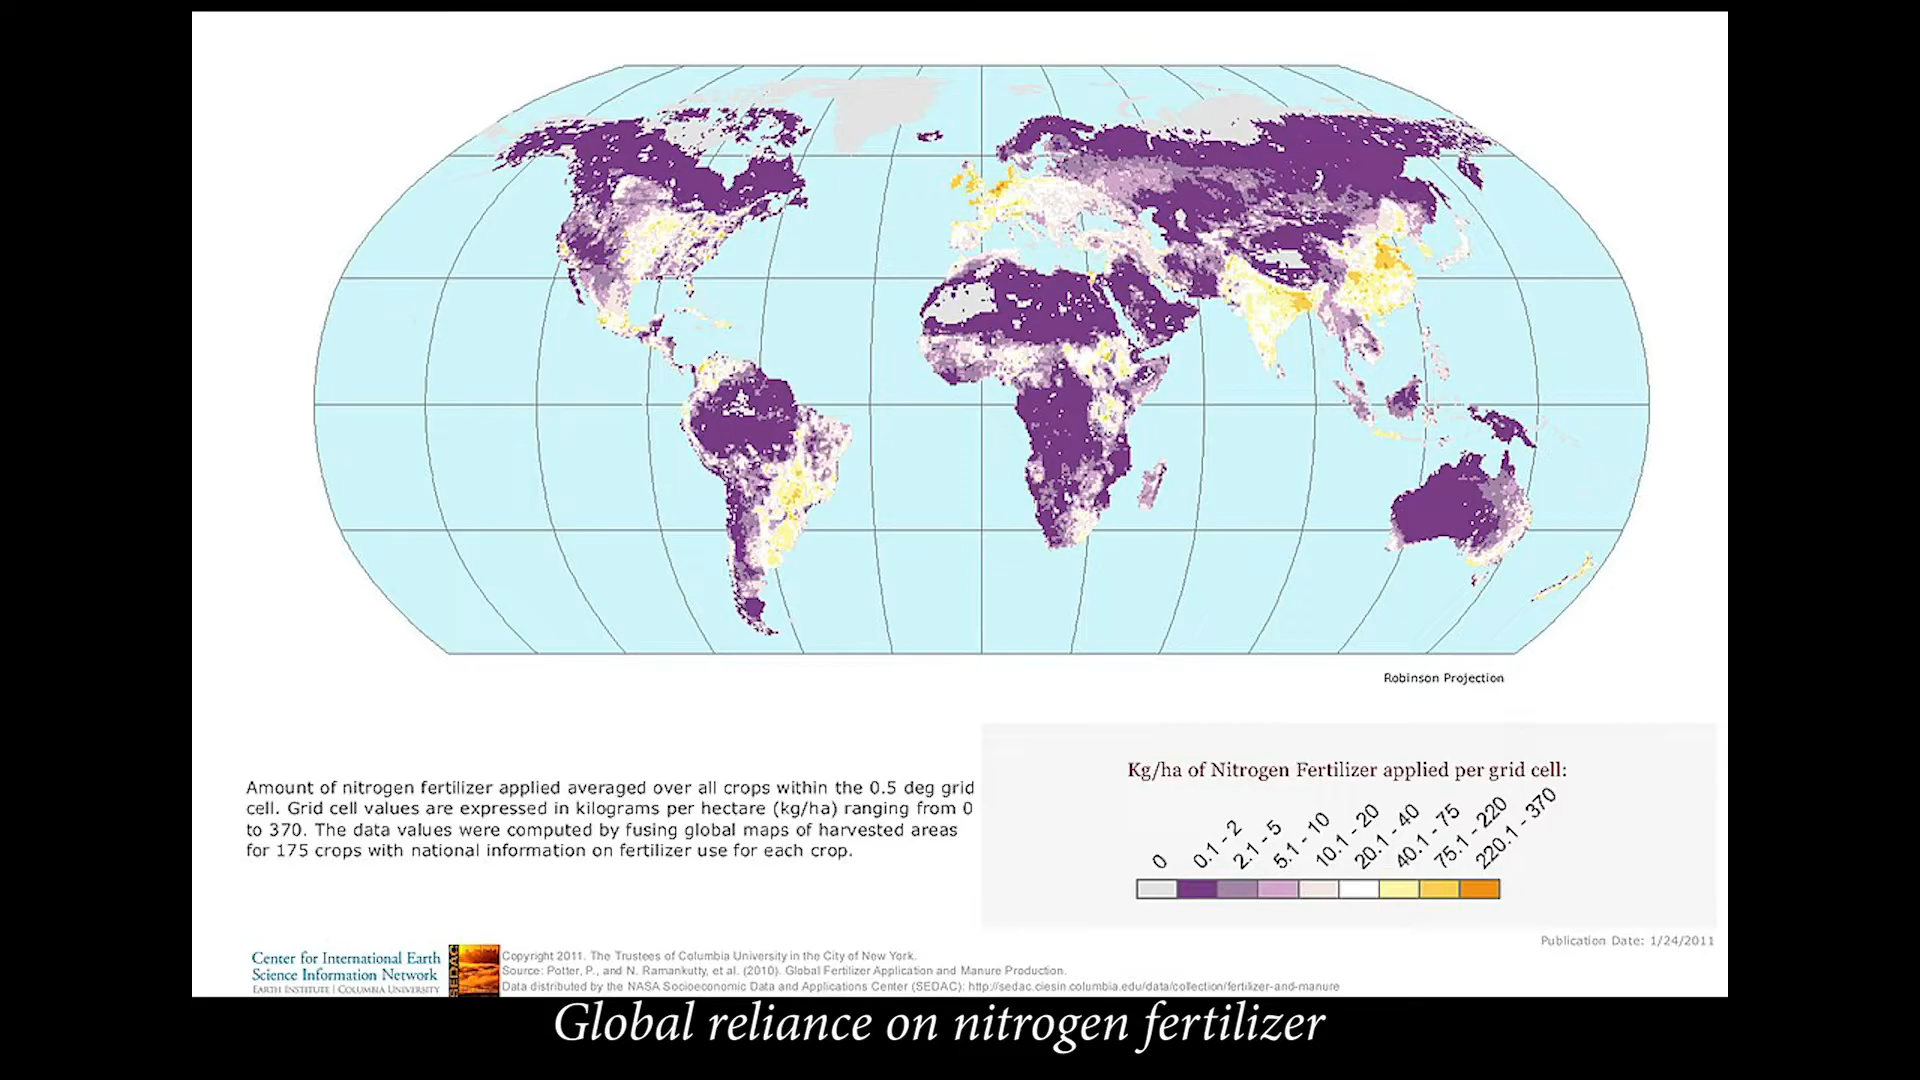 Robinson Projection
Kg/ha of Nitrogen Fertilizer applied per grid cell:
0
0.1 - 2
2.1 - 5
5.1 - 10
10.1 - 20
20.1 - 40
40.1 - 75
75.1 - 220
220.1 - 370
Amount of nitrogen fertilizer applied averaged over all crops within the 0.5 deg grid
cell. Grid cell values are expressed in kilograms per hectare (kg/ha) ranging from 0
to 370. The data values were computed by fusing global maps of harvested areas
for 175 crops with national information on fertilizer use for each crop.
Publication Date: 1/24/2011
Center for International Earth
Science Information Network
EARTH INSTITUTE | COLUMBIA UNIVERSITY
SEDAC
Copyright 2011. The Trustees of Columbia University in the City of New York.
Source: Potter, P., and N. Ramankutty, et al. (2010). Global Fertilizer Application and Manure Production.
Data distributed by the NASA Socioeconomic Data and Applications Center (SEDAC): http://sedac.ciesin.columbia.edu/data/collection/fertilizer-and-manure
Global reliance on nitrogen fertilizer